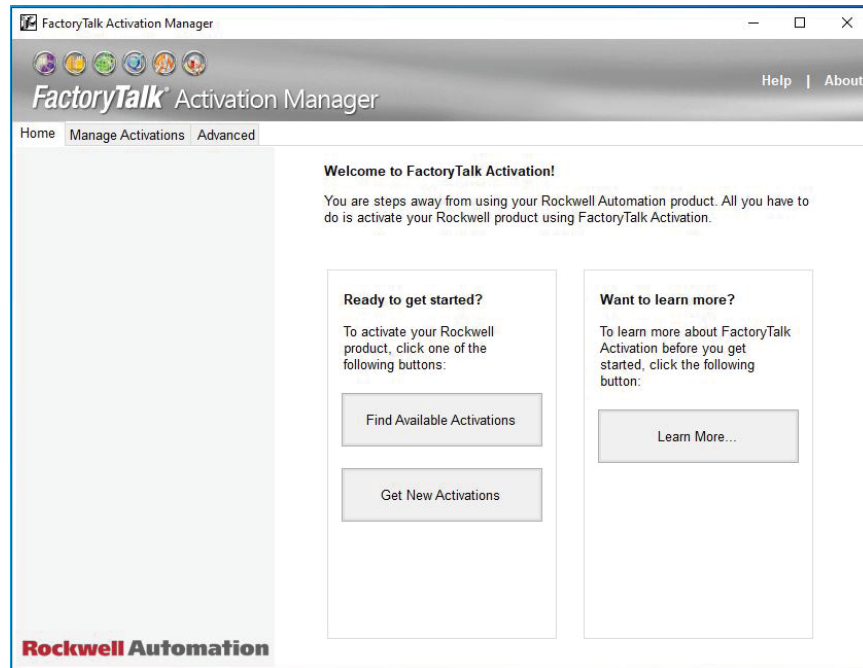 FactoryTalk Activation Manager
Help | About
FactoryTalk® Activation Manager
Home Manage Activations Advanced
Welcome to FactoryTalk Activation!
You are steps away from using your Rockwell Automation product. All you have to
do is activate your Rockwell product using FactoryTalk Activation.
Ready to get started?
To activate your Rockwell
product, click one of the
following buttons:
Find Available Activations
Get New Activations
Want to learn more?
To learn more about FactoryTalk
Activation before you get
started, click the following
button:
Learn More...
Rockwell Automation